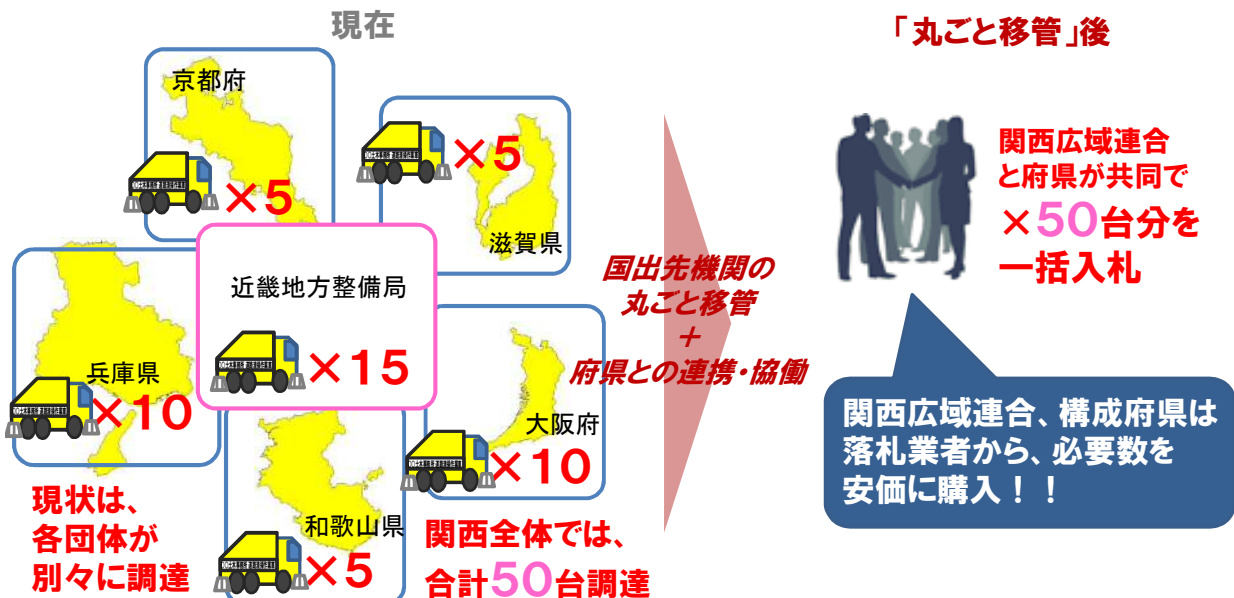 現在
京都府
×5
×5
滋賀県
近畿地方整備局
×15
兵庫県
×10
大阪府
×10
和歌山県
×5
現状は、
各団体が
別々に調達
関西全体では、
合計50台調達
国出先機関の
丸ごと移管
+
府県との連携・協働
「丸ごと移管」後
関西広域連合
と府県が共同で
×50台分を
一括入札
関西広域連合、構成府県は
落札業者から、必要数を
安価に購入!!